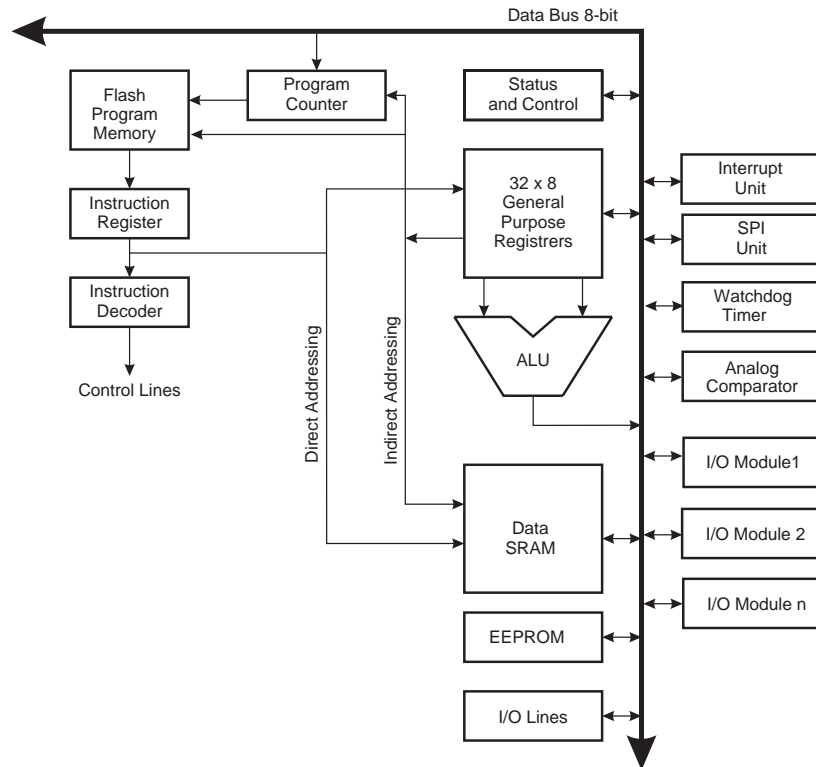 Data Bus 8-bit
Flash
Program
Memory
Program
Counter
Status
and Control
32 x 8
General
Purpose
Registrers
Interrupt
Unit
Instruction
Register
SPI
Unit
Instruction
Decoder
Watchdog
Timer
ALU
Analog
Comparator
Control Lines
Direct Addressing
Indirect Addressing
I/O Module1
Data
SRAM
I/O Module 2
I/O Module n
EEPROM
I/O Lines